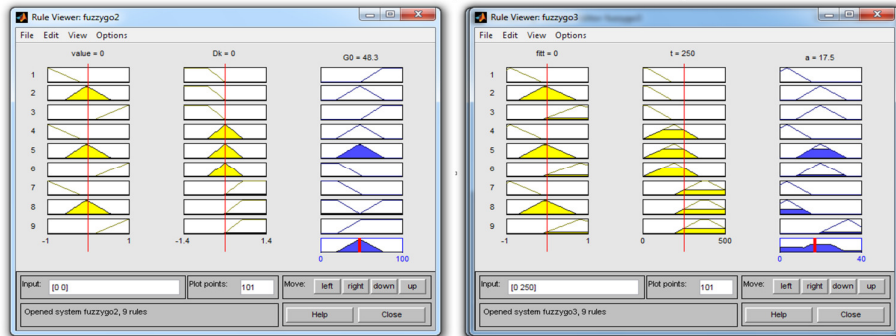 Rule Viewer: fuzzygo2
File Edit View Options
value = 0
Dk = 0
G0 = 48.3
1
2
3
4
5
6
7
8
9
-1
1
-1.4
1.4
0
100
Input:
[0 0]
Plot points:
101
Move:
left
right
down
up
Opened system fuzzygo2, 9 rules
Help
Close
Rule Viewer: fuzzygo3
File Edit View Options
fitt = 0
t = 250
a = 17.5
1
2
3
4
5
6
7
8
9
-1
1
0
500
0
40
Input:
[0 250]
Plot points:
101
Move:
left
right
down
up
Opened system fuzzygo3, 9 rules
Help
Close